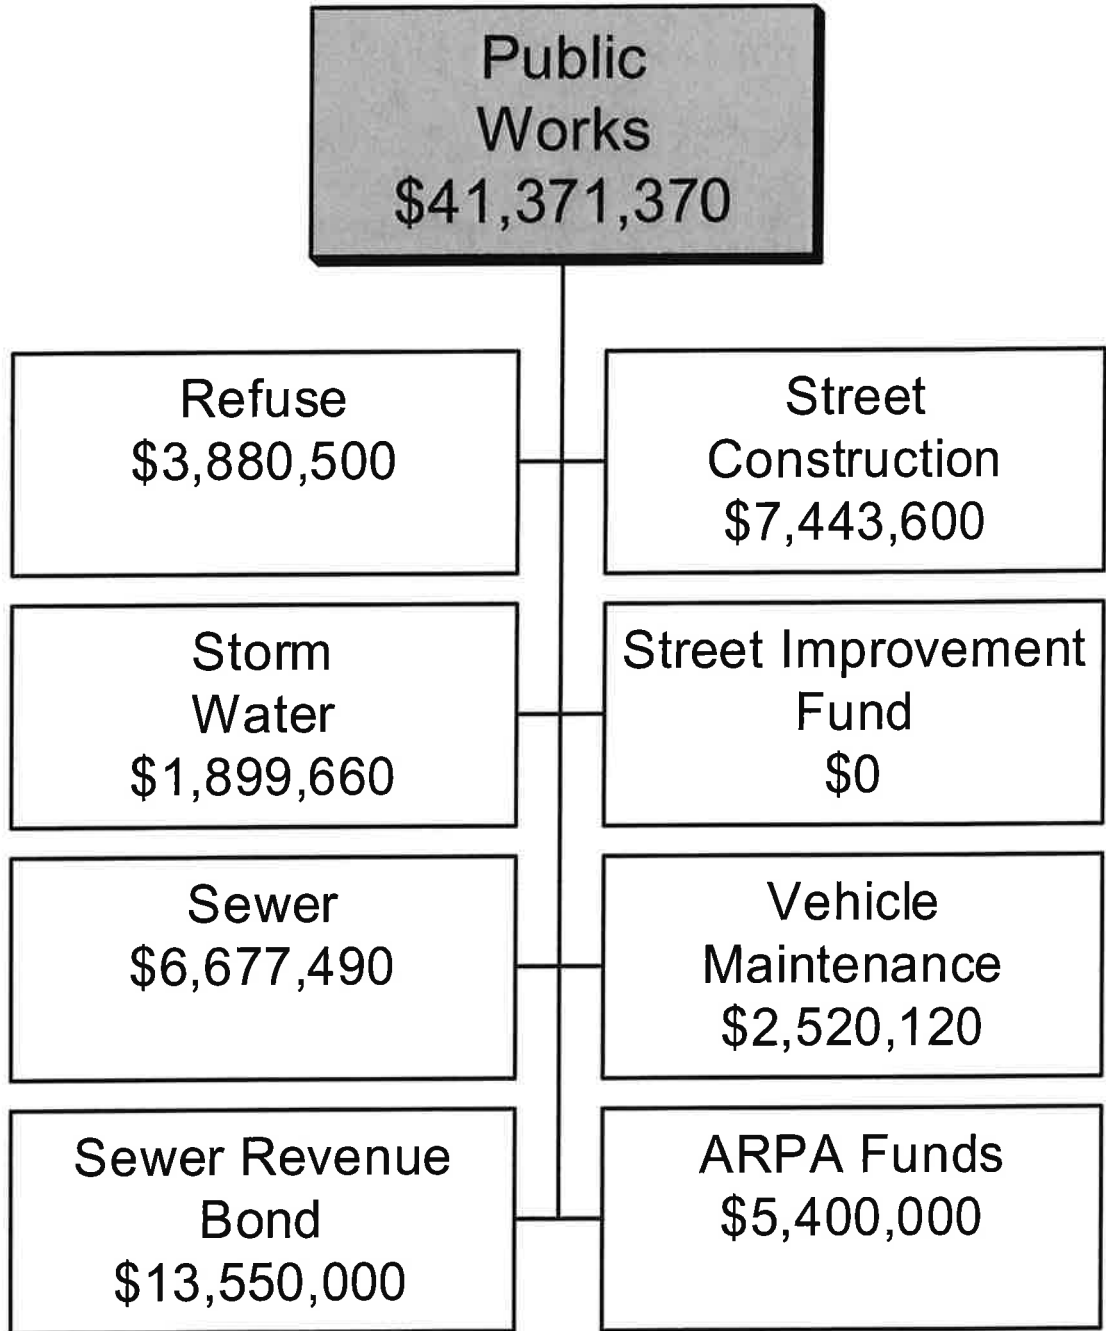 Public
Works
$41,371,370
Refuse
$3,880,500
Street
Construction
$7,443,600
Storm
Water
$1,899,660
Street Improvement
Fund
$0
Sewer
$6,677,490
Vehicle
Maintenance
$2,520,120
Sewer Revenue
Bond
$13,550,000
ARPA Funds
$5,400,000